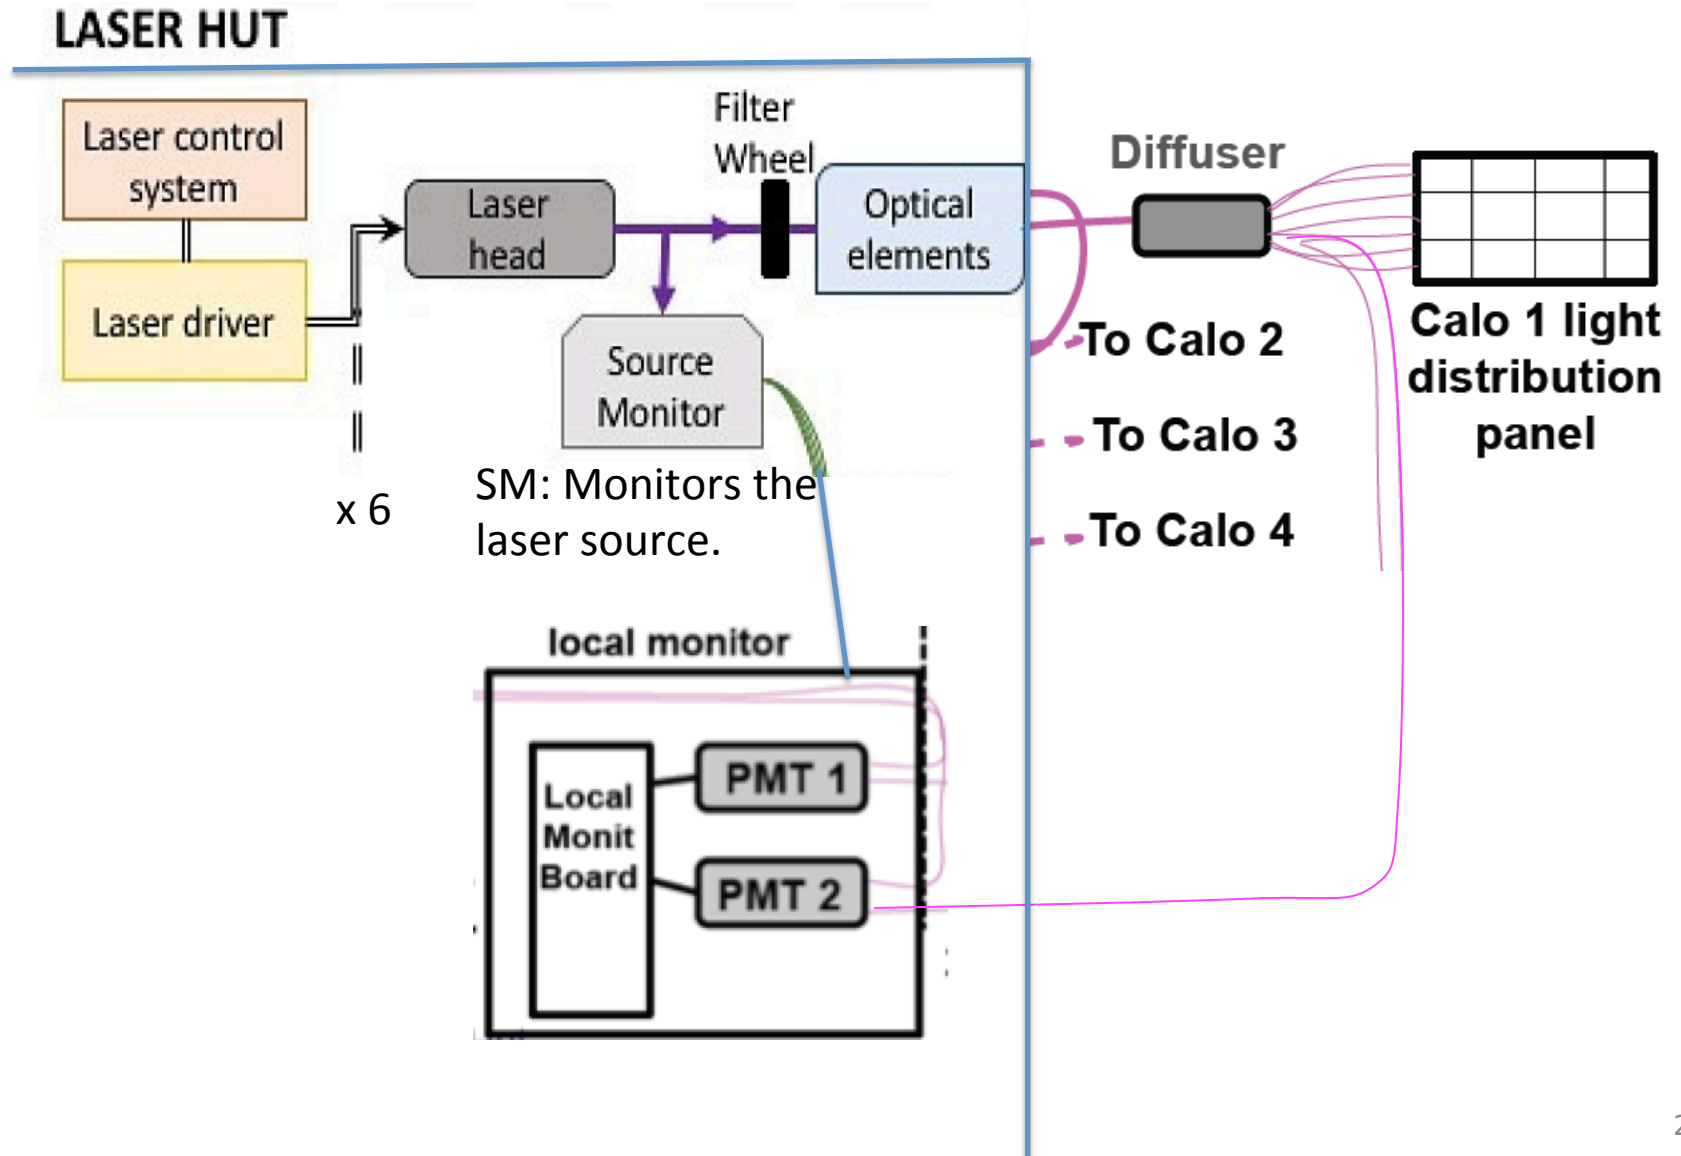 LASER HUT
Laser control
system
Laser driver
x 6
Laser
head
Filter
Wheel
Optical
elements
Source
Monitor
SM: Monitors the
laser source.
Diffuser
Calo 1 light
distribution
panel
To Calo 2
To Calo 3
To Calo 4
local monitor
Local
Monit
Board
PMT 1
PMT 2
2